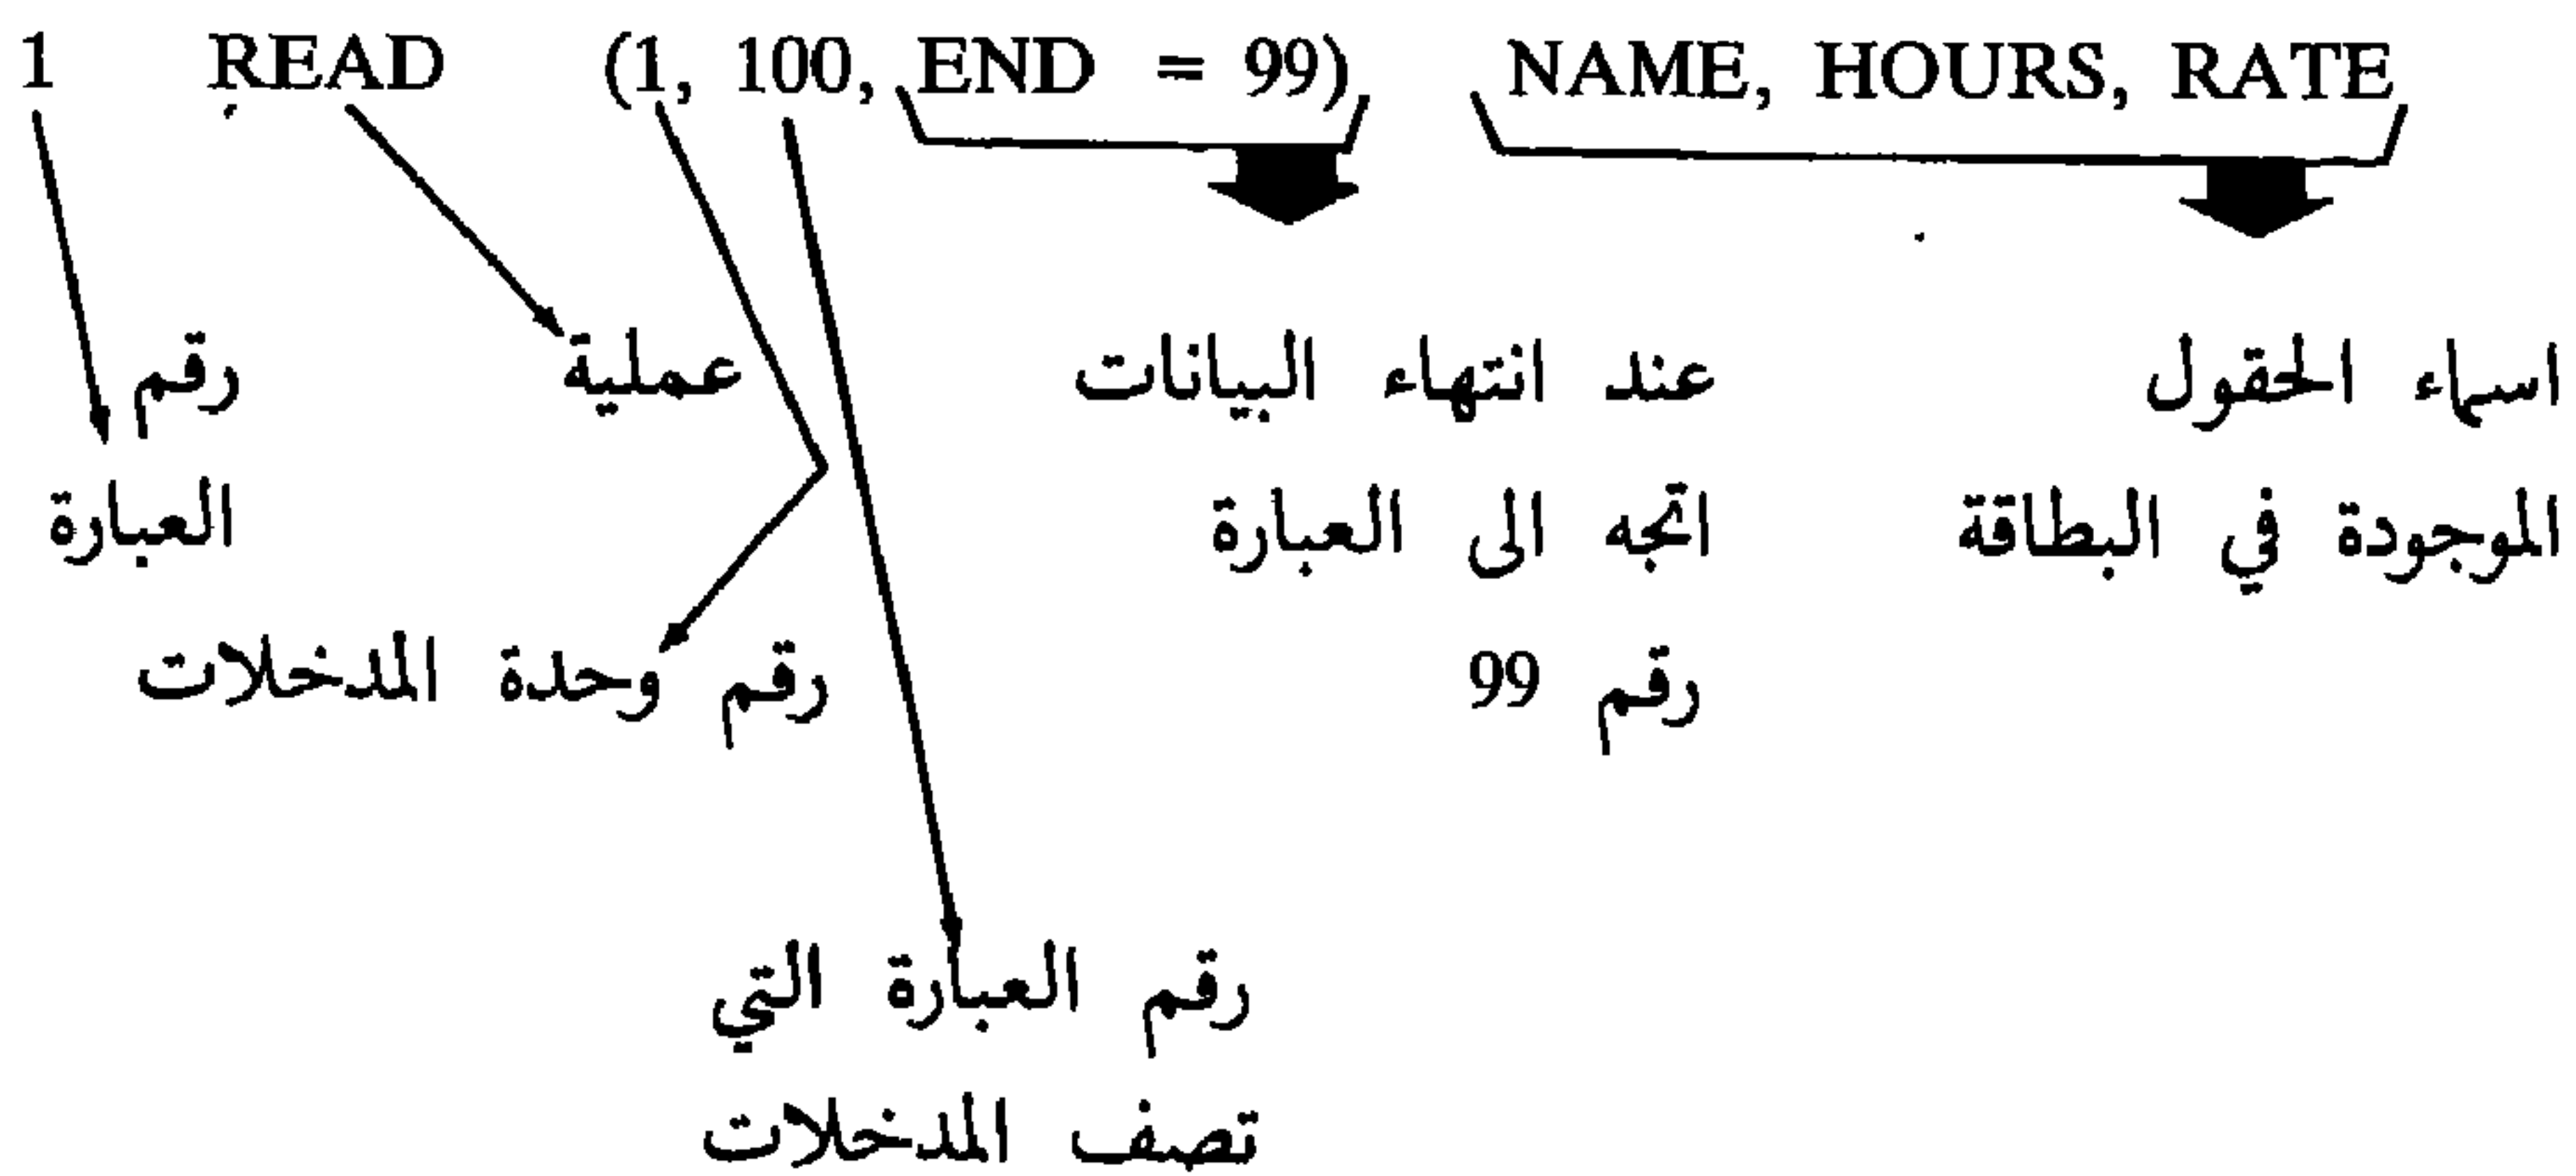 1 READ (1, 100, END = 99) NAME, HOURS, RATE
رقم
العبارة
عملية
رقم وحدة المدخلات
رقم العبارة التي
تصف المدخلات
عند انتهاء البيانات
اتجه الى العبارة
رقم 99
اسماء الحقول
الموجودة في البطاقة